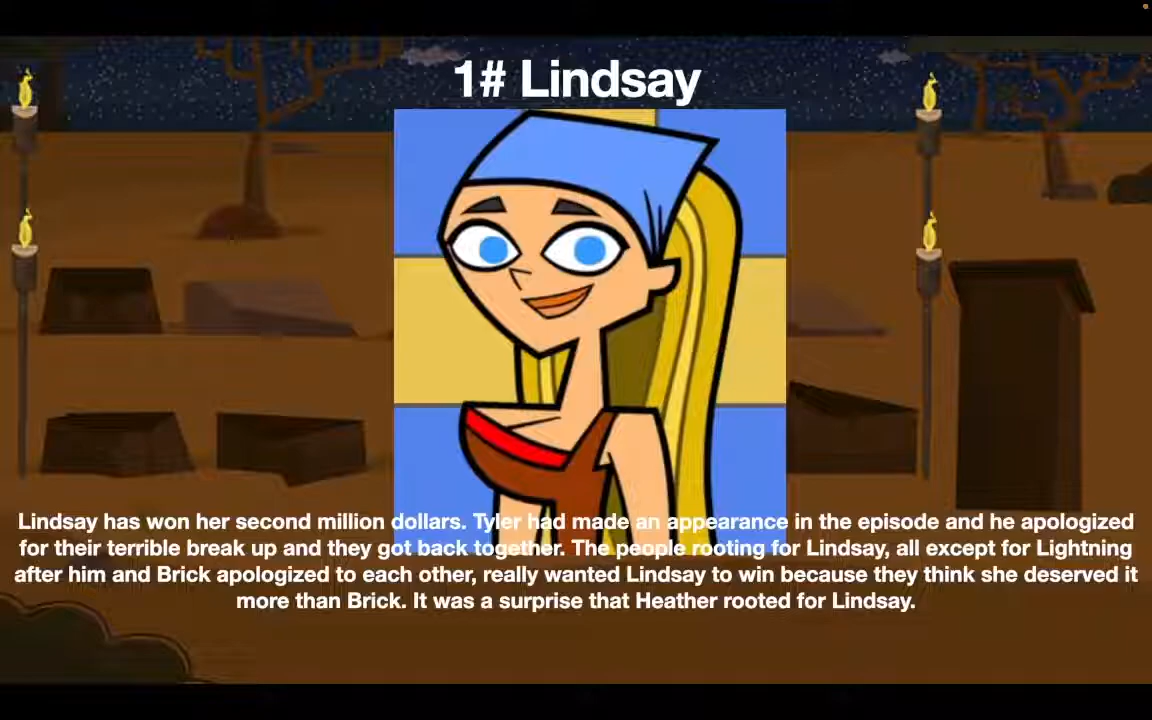 1# Lindsay
Lindsay has won her second million dollars. Tyler had made an appearance in the episode and he apologized
for their terrible break up and they got back together. The people rooting for Lindsay, all except for Lightning
after him and Brick apologized to each other, really wanted Lindsay to win because they think she deserved it
more than Brick. It was a surprise that Heather rooted for Lindsay.